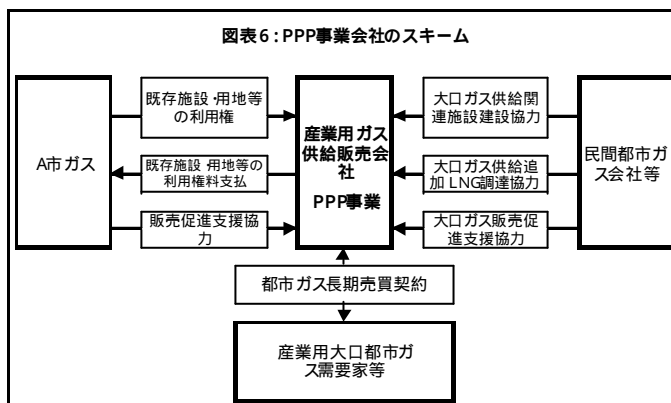 図表6:PPP事業会社のスキーム
A市ガス
既存施設・用地等
の利用権
既存施設・用地等の
利用権料支払
販売促進支援協
力
産業用ガス
供給販売会
社
PPP事業
大口ガス供給関
連施設建設協力
大口ガス供給追
加LNG調達協力
大口ガス販売促
進支援協力
民間都市ガ
ス会社等
都市ガス長期売買契約
産業用大口都市ガ
ス需要家等